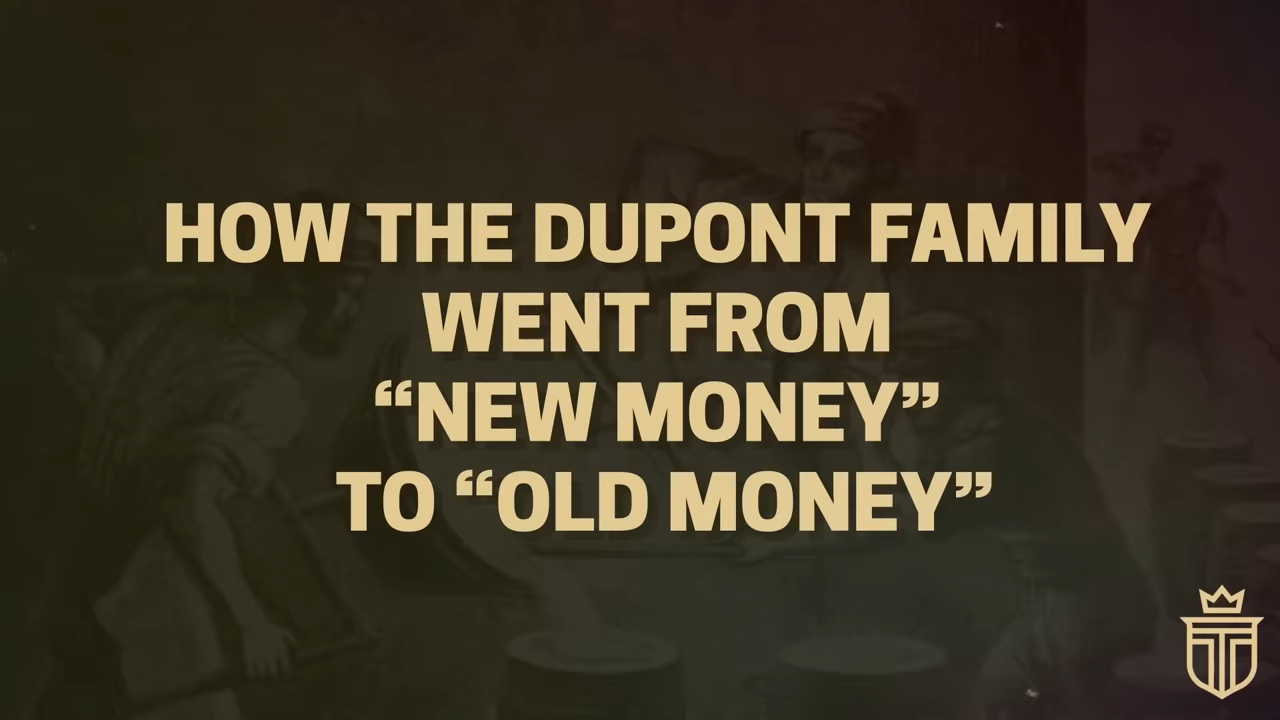 HOW THE DUPONT FAMILY
WENT FROM
“NEW MONEY”
TO “OLD MONEY”